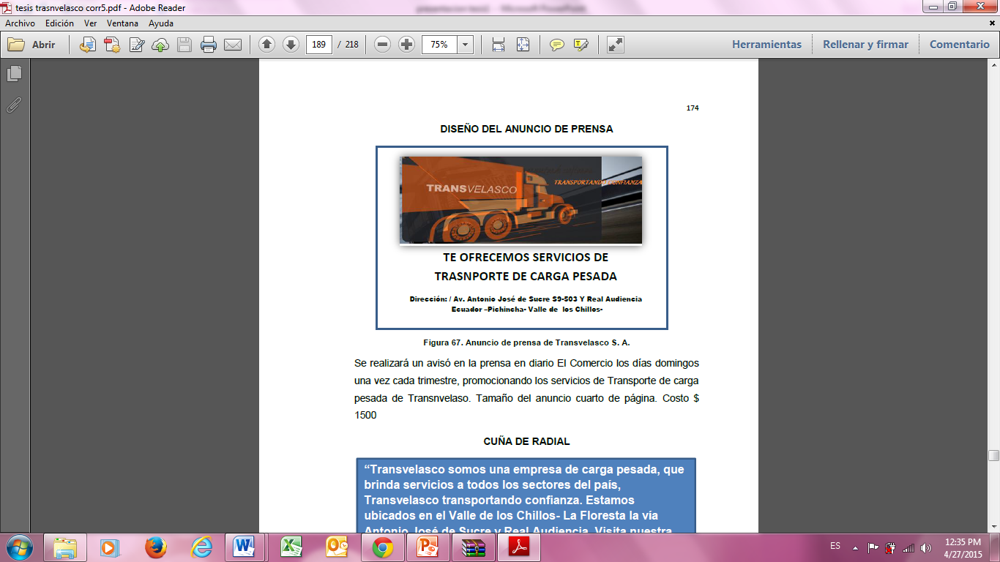 tesis trasnvelasco corr5.pdf - Adobe Reader
Archivo Edición Ver Ventana Ayuda
Abrir 189 / 218 75% Herramientas Rellenar y firmar Comentario
174
DISEÑO DEL ANUNCIO DE PRENSA
TRANSPORTANDO CONFIANZA
TRANSVELASCO
TE OFRECEMOS SERVICIOS DE
TRASNPORTE DE CARGA PESADA
Dirección: / Av. Antonio José de Sucre S9-503 Y Real Audiencia
Ecuador –Pichincha- Valle de los Chillos-
Figura 67. Anuncio de prensa de Transvelasco S. A.
Se realizará un avisó en la prensa en diario El Comercio los días domingos
una vez cada trimestre, promocionando los servicios de Transporte de carga
pesada de Transnvelaso. Tamaño del anuncio cuarto de página. Costo $
1500
CUÑA DE RADIAL
“Transvelasco somos una empresa de carga pesada, que
brinda servicios a todos los sectores del país,
Transvelasco transportando confianza. Estamos
ubicados en el Valle de los Chillos- La Floresta la vía
Antonio José de Sucre y Real Audiencia. Visita nuestra
ES 12:35 PM
4/27/2015